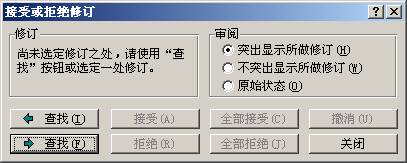 接受或拒绝修订
修订
尚未选定修订之处，请使用“查
找”按钮或选定一处修订。
审阅
突出显示所做修订(H)
不突出显示所做修订(W)
原始状态(O)
查找(I) 接受(A) 全部接受(C) 撤消(U)
查找(F) 拒绝(R) 全部拒绝(J) 关闭